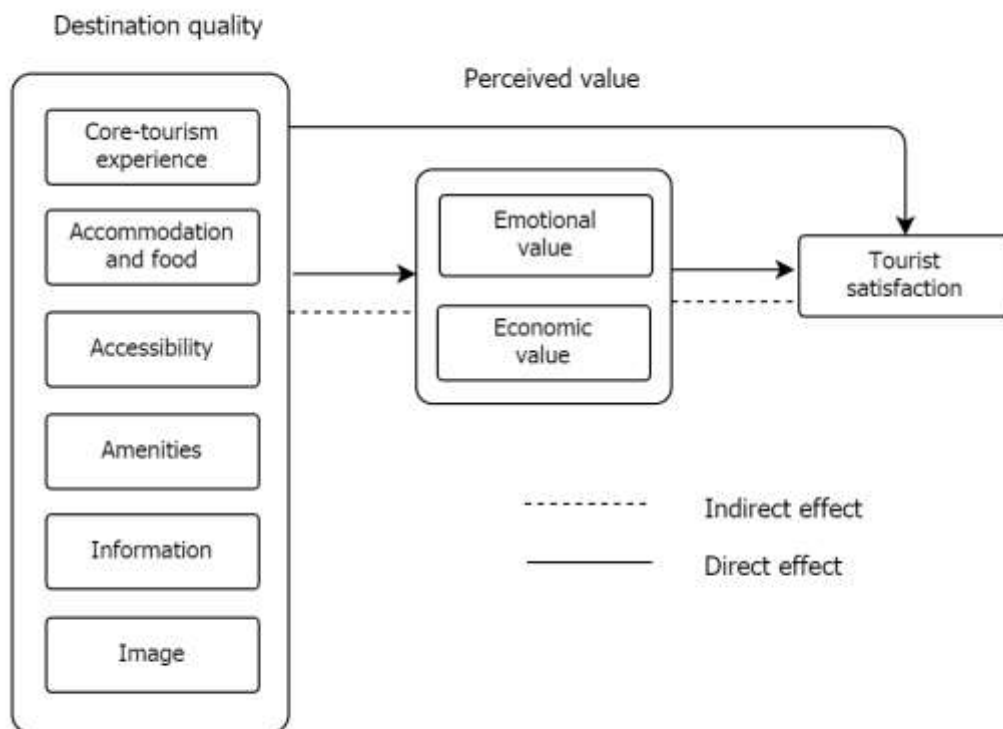 Destination quality
Perceived value
Core-tourism
experience
Accommodation
and food
Accessibility
Amenities
Information
Image
Emotional
value
Economic
value
Tourist
satisfaction
Indirect effect
Direct effect